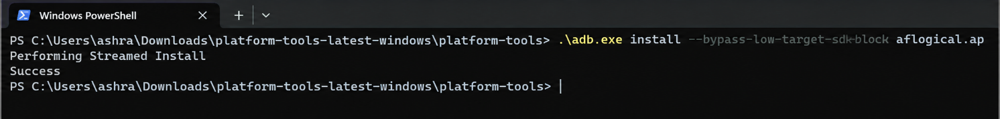 Windows PowerShell
PS C:\Users\ashra\Downloads\platform-tools-latest-windows\platform-tools> .\adb.exe install --bypass-low-target-sdk-block aflogical.ap
Performing Streamed Install
Success
PS C:\Users\ashra\Downloads\platform-tools-latest-windows\platform-tools>